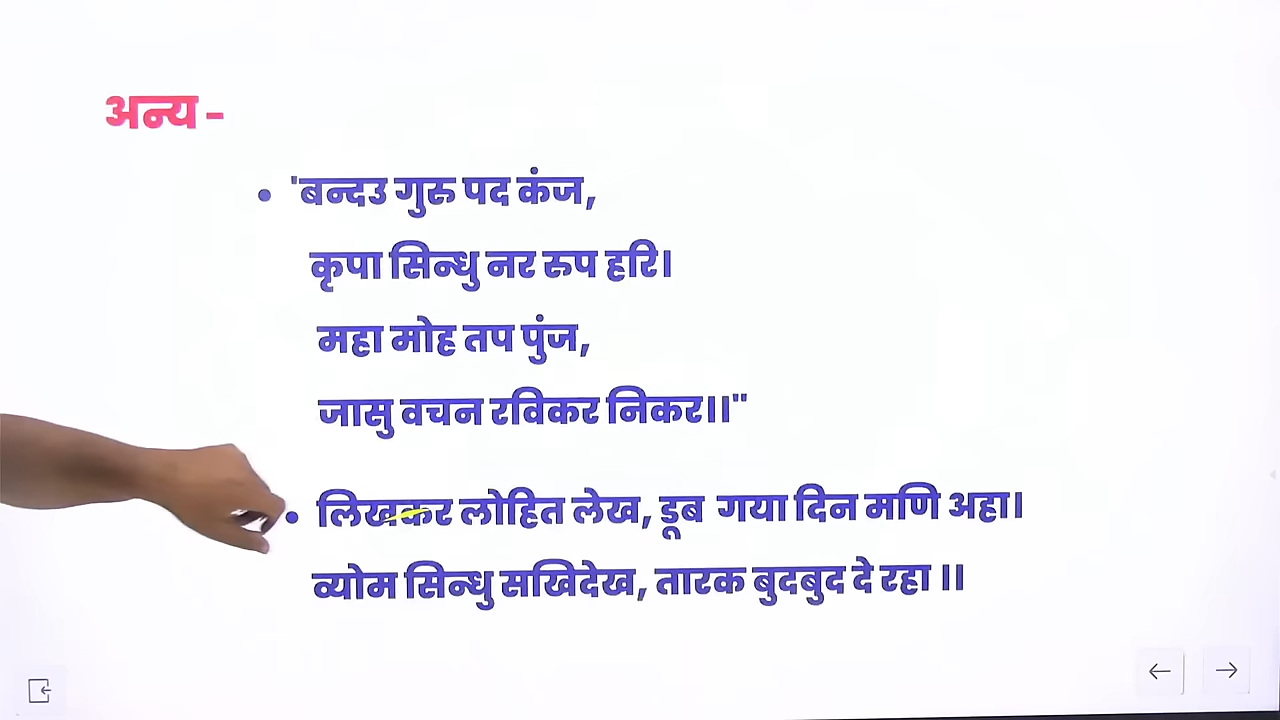 अन्य -
• "बन्दउ गुरु पद कंज,
कृपा सिन्धु नर रुप हरि।
महा मोह तप पुंज,
जासु वचन रविकर निकर।।"
• लिखकर लोहित लेख, डूब गया दिन मणि अहा।
व्योम सिन्धु सखिदेख, तारक बुदबुद दे रहा ।।